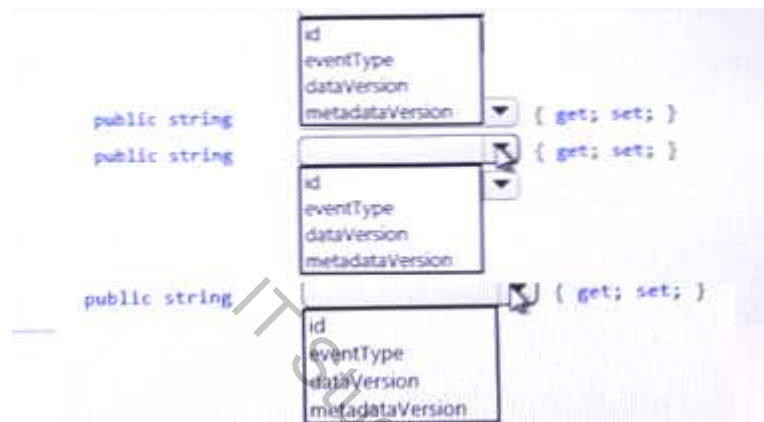 id
eventType
dataVersion
metadataVersion
public string { get; set; }
public string { get; set; }
id
eventType
dataVersion
metadataVersion
public string { get; set; }
id
eventType
dataVersion
metadataVersion
IT